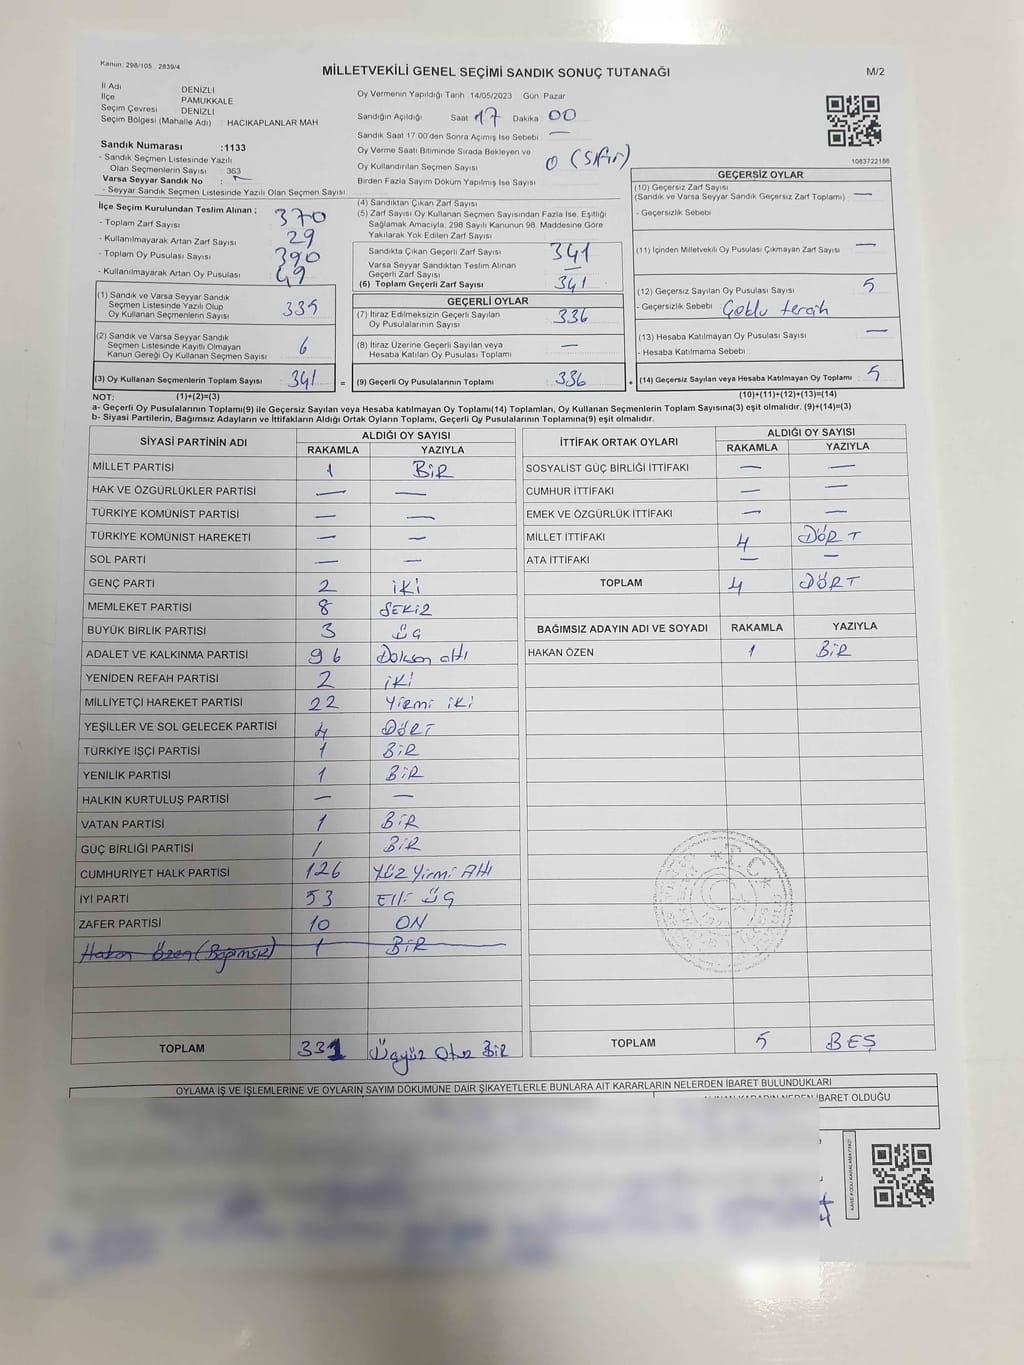 Kanun: 298/105, 2839/4
MİLLETVEKİLİ GENEL SEÇİMİ SANDIK SONUÇ TUTANAĞI
M/2
İl Adı DENİZLİ
İlçe PAMUKKALE
Seçim Çevresi DENİZLİ
Seçim Bölgesi (Mahalle Adı) : HACIKAPLANLAR MAH.
Sandık Numarası :1133
- Sandık Seçmen Listesinde Yazılı
Olan Seçmenlerin Sayısı : 363
Varsa Seyyar Sandık No : -
- Seyyar Sandık Seçmen Listesinde Yazılı Olan Seçmen Sayısı:
Oy Vermenin Yapıldığı Tarih :14/05/2023 Gün :Pazar
Sandığın Açıldığı Saat 17 Dakika 00
Sandık Saat 17:00'den Sonra Açılmış İse Sebebi : —
Oy Verme Saati Bitiminde Sırada Bekleyen ve
Oy Kullandırılan Seçmen Sayısı 0 (Sıfır)
Birden Fazla Sayım Döküm Yapılmış İse Sayısı :
1083722186
İlçe Seçim Kurulundan Teslim Alınan :
- Toplam Zarf Sayısı 370
- Kullanılmayarak Artan Zarf Sayısı 29
- Toplam Oy Pusulası Sayısı 390
- Kullanılmayarak Artan Oy Pusulası 49
(1) Sandık ve Varsa Seyyar Sandık
Seçmen Listesinde Yazılı Olup
Oy Kullanan Seçmenlerin Sayısı 335
(2) Sandık ve Varsa Seyyar Sandık
Seçmen Listesinde Kayıtlı Olmayan
Kanun Gereği Oy Kullanan Seçmen Sayısı 6
(3) Oy Kullanan Seçmenlerin Toplam Sayısı 341 =
(4) Sandıktan Çıkan Zarf Sayısı
(5) Zarf Sayısı Oy Kullanan Seçmen Sayısından Fazla İse, Eşitliği
Sağlamak Amacıyla; 298 Sayılı Kanunun 98. Maddesine Göre
Yakılarak Yok Edilen Zarf Sayısı
Sandıkta Çıkan Geçerli Zarf Sayısı 341
Varsa Seyyar Sandıktan Teslim Alınan
Geçerli Zarf Sayısı —
(6) Toplam Geçerli Zarf Sayısı 341
GEÇERLİ OYLAR
(7) İtiraz Edilmeksizin Geçerli Sayılan
Oy Pusulalarının Sayısı 336
(8) İtiraz Üzerine Geçerli Sayılan veya
Hesaba Katılan Oy Pusulası Toplamı —
(9) Geçerli Oy Pusulalarının Toplamı 336 +
GEÇERSİZ OYLAR
(10) Geçersiz Zarf Sayısı
(Sandık ve Varsa Seyyar Sandık Geçersiz Zarf Toplamı) —
- Geçersizlik Sebebi
(11) İçinden Milletvekili Oy Pusulası Çıkmayan Zarf Sayısı —
(12) Geçersiz Sayılan Oy Pusulası Sayısı 5
- Geçersizlik Sebebi : Çoklu tercih
(13) Hesaba Katılmayan Oy Pusulası Sayısı —
- Hesaba Katılmama Sebebi
(14) Geçersiz Sayılan veya Hesaba Katılmayan Oy Toplamı 5
NOT: (1)+(2)=(3) (10)+(11)+(12)+(13)=(14)
a- Geçerli Oy Pusulalarının Toplamı(9) ile Geçersiz Sayılan veya Hesaba katılmayan Oy Toplamı(14) Toplamları, Oy Kullanan Seçmenlerin Toplam Sayısına(3) eşit olmalıdır. (9)+(14)=(3)
b- Siyasi Partilerin, Bağımsız Adayların ve İttifakların Aldığı Ortak Oyların Toplamı, Geçerli Oy Pusulalarının Toplamına(9) eşit olmalıdır.
SİYASİ PARTİNİN ADI ALDIĞI OY SAYISI
RAKAMLA YAZIYLA
MİLLET PARTİSİ 1 BİR
HAK VE ÖZGÜRLÜKLER PARTİSİ — —
TÜRKİYE KOMÜNİST PARTİSİ — —
TÜRKİYE KOMÜNİST HAREKETİ — —
SOL PARTİ — —
GENÇ PARTİ 2 İKİ
MEMLEKET PARTİSİ 8 SEKİZ
BÜYÜK BİRLİK PARTİSİ 3 ÜÇ
ADALET VE KALKINMA PARTİSİ 96 Doksan altı
YENİDEN REFAH PARTİSİ 2 İKİ
MİLLİYETÇİ HAREKET PARTİSİ 22 Yirmi iki
YEŞİLLER VE SOL GELECEK PARTİSİ 4 DÖRT
TÜRKİYE İŞÇİ PARTİSİ 1 BİR
YENİLİK PARTİSİ 1 BİR
HALKIN KURTULUŞ PARTİSİ — —
VATAN PARTİSİ 1 BİR
GÜÇ BİRLİĞİ PARTİSİ 1 BİR
CUMHURİYET HALK PARTİSİ 126 Yüz Yirmi Altı
İYİ PARTİ 53 Elli ÜÇ
ZAFER PARTİSİ 10 ON
Hakan Özen (Bağımsız) 1 BİR
TOPLAM 331 Üçyüz Otuz Bir
İTTİFAK ORTAK OYLARI ALDIĞI OY SAYISI
RAKAMLA YAZIYLA
SOSYALİST GÜÇ BİRLİĞİ İTTİFAKI — —
CUMHUR İTTİFAKI — —
EMEK VE ÖZGÜRLÜK İTTİFAKI — —
MİLLET İTTİFAKI 4 DÖRT
ATA İTTİFAKI — —
TOPLAM 4 DÖRT
BAĞIMSIZ ADAYIN ADI VE SOYADI RAKAMLA YAZIYLA
HAKAN ÖZEN 1 BİR
T.C.
TOPLAM 5 BEŞ
OYLAMA İŞ VE İŞLEMLERİNE VE OYLARIN SAYIM DÖKÜMÜNE DAİR ŞİKAYETLERLE BUNLARA AİT KARARLARIN NELERDEN İBARET BULUNDUKLARI
İBARET OLDUĞU
KARE KODU KARALAMAYINIZ!